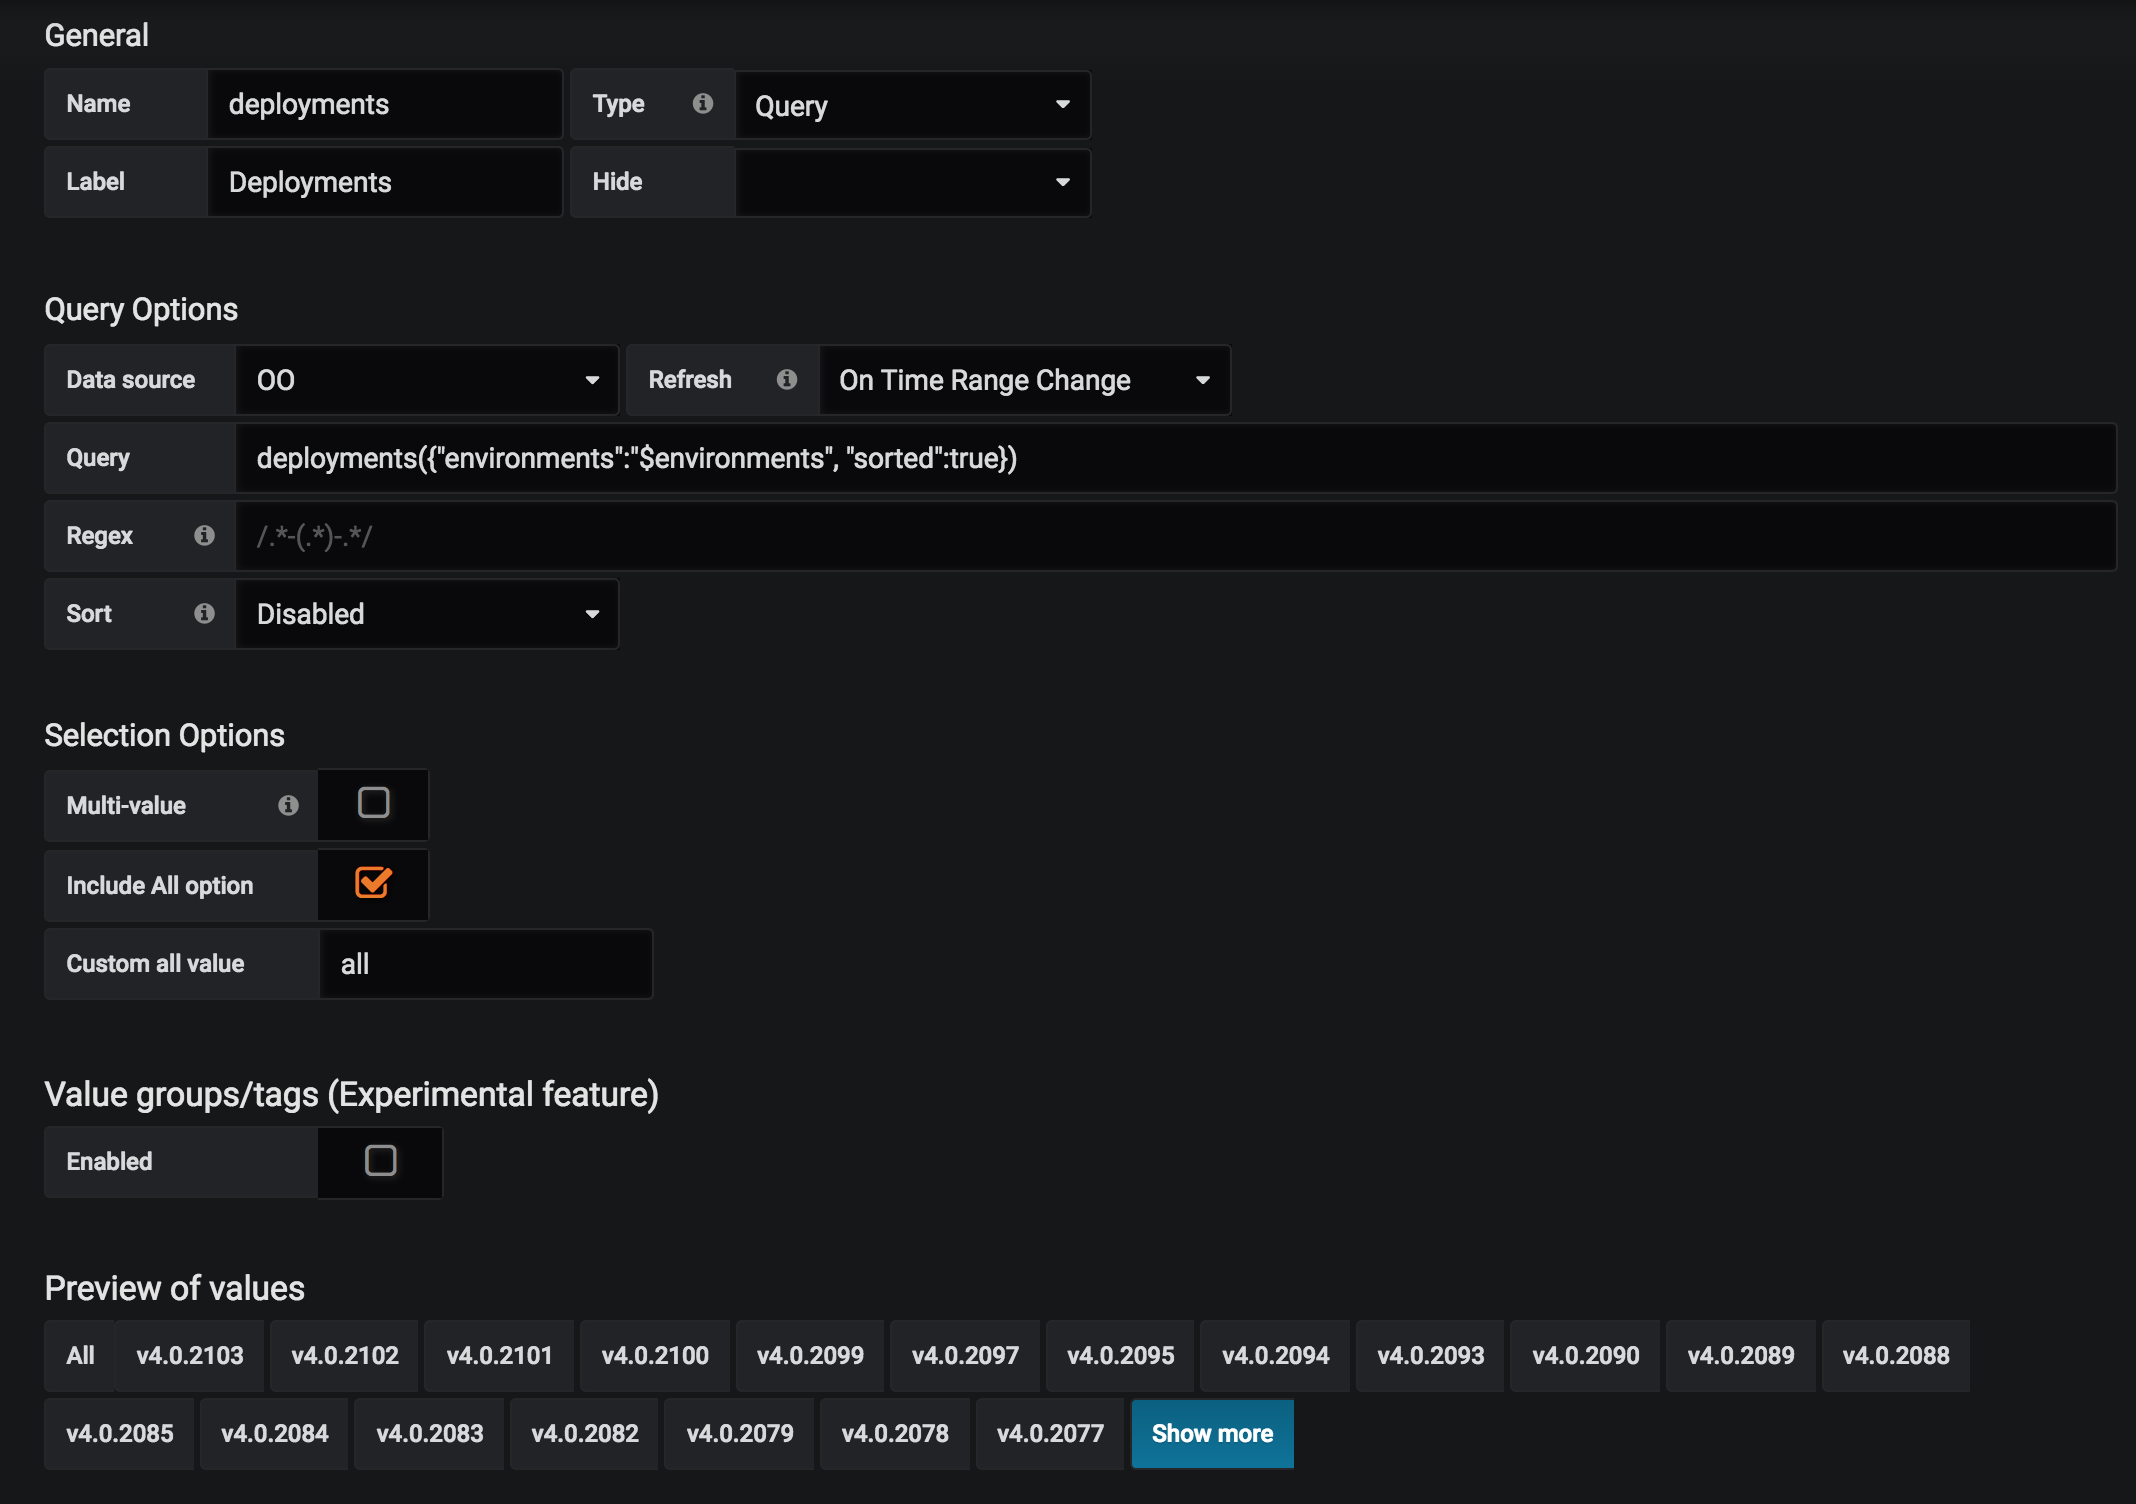 General
Name deployments Type Query
Label Deployments Hide
Query Options
Data source OO Refresh On Time Range Change
Query deployments({"environments":"$environments", "sorted":true})
Regex /.*-(.*)-.*/
Sort Disabled
Selection Options
Multi-value
Include All option
Custom all value all
Value groups/tags (Experimental feature)
Enabled
Preview of values
All v4.0.2103 v4.0.2102 v4.0.2101 v4.0.2100 v4.0.2099 v4.0.2097 v4.0.2095 v4.0.2094 v4.0.2093 v4.0.2090 v4.0.2089 v4.0.2088
v4.0.2085 v4.0.2084 v4.0.2083 v4.0.2082 v4.0.2079 v4.0.2078 v4.0.2077 Show more